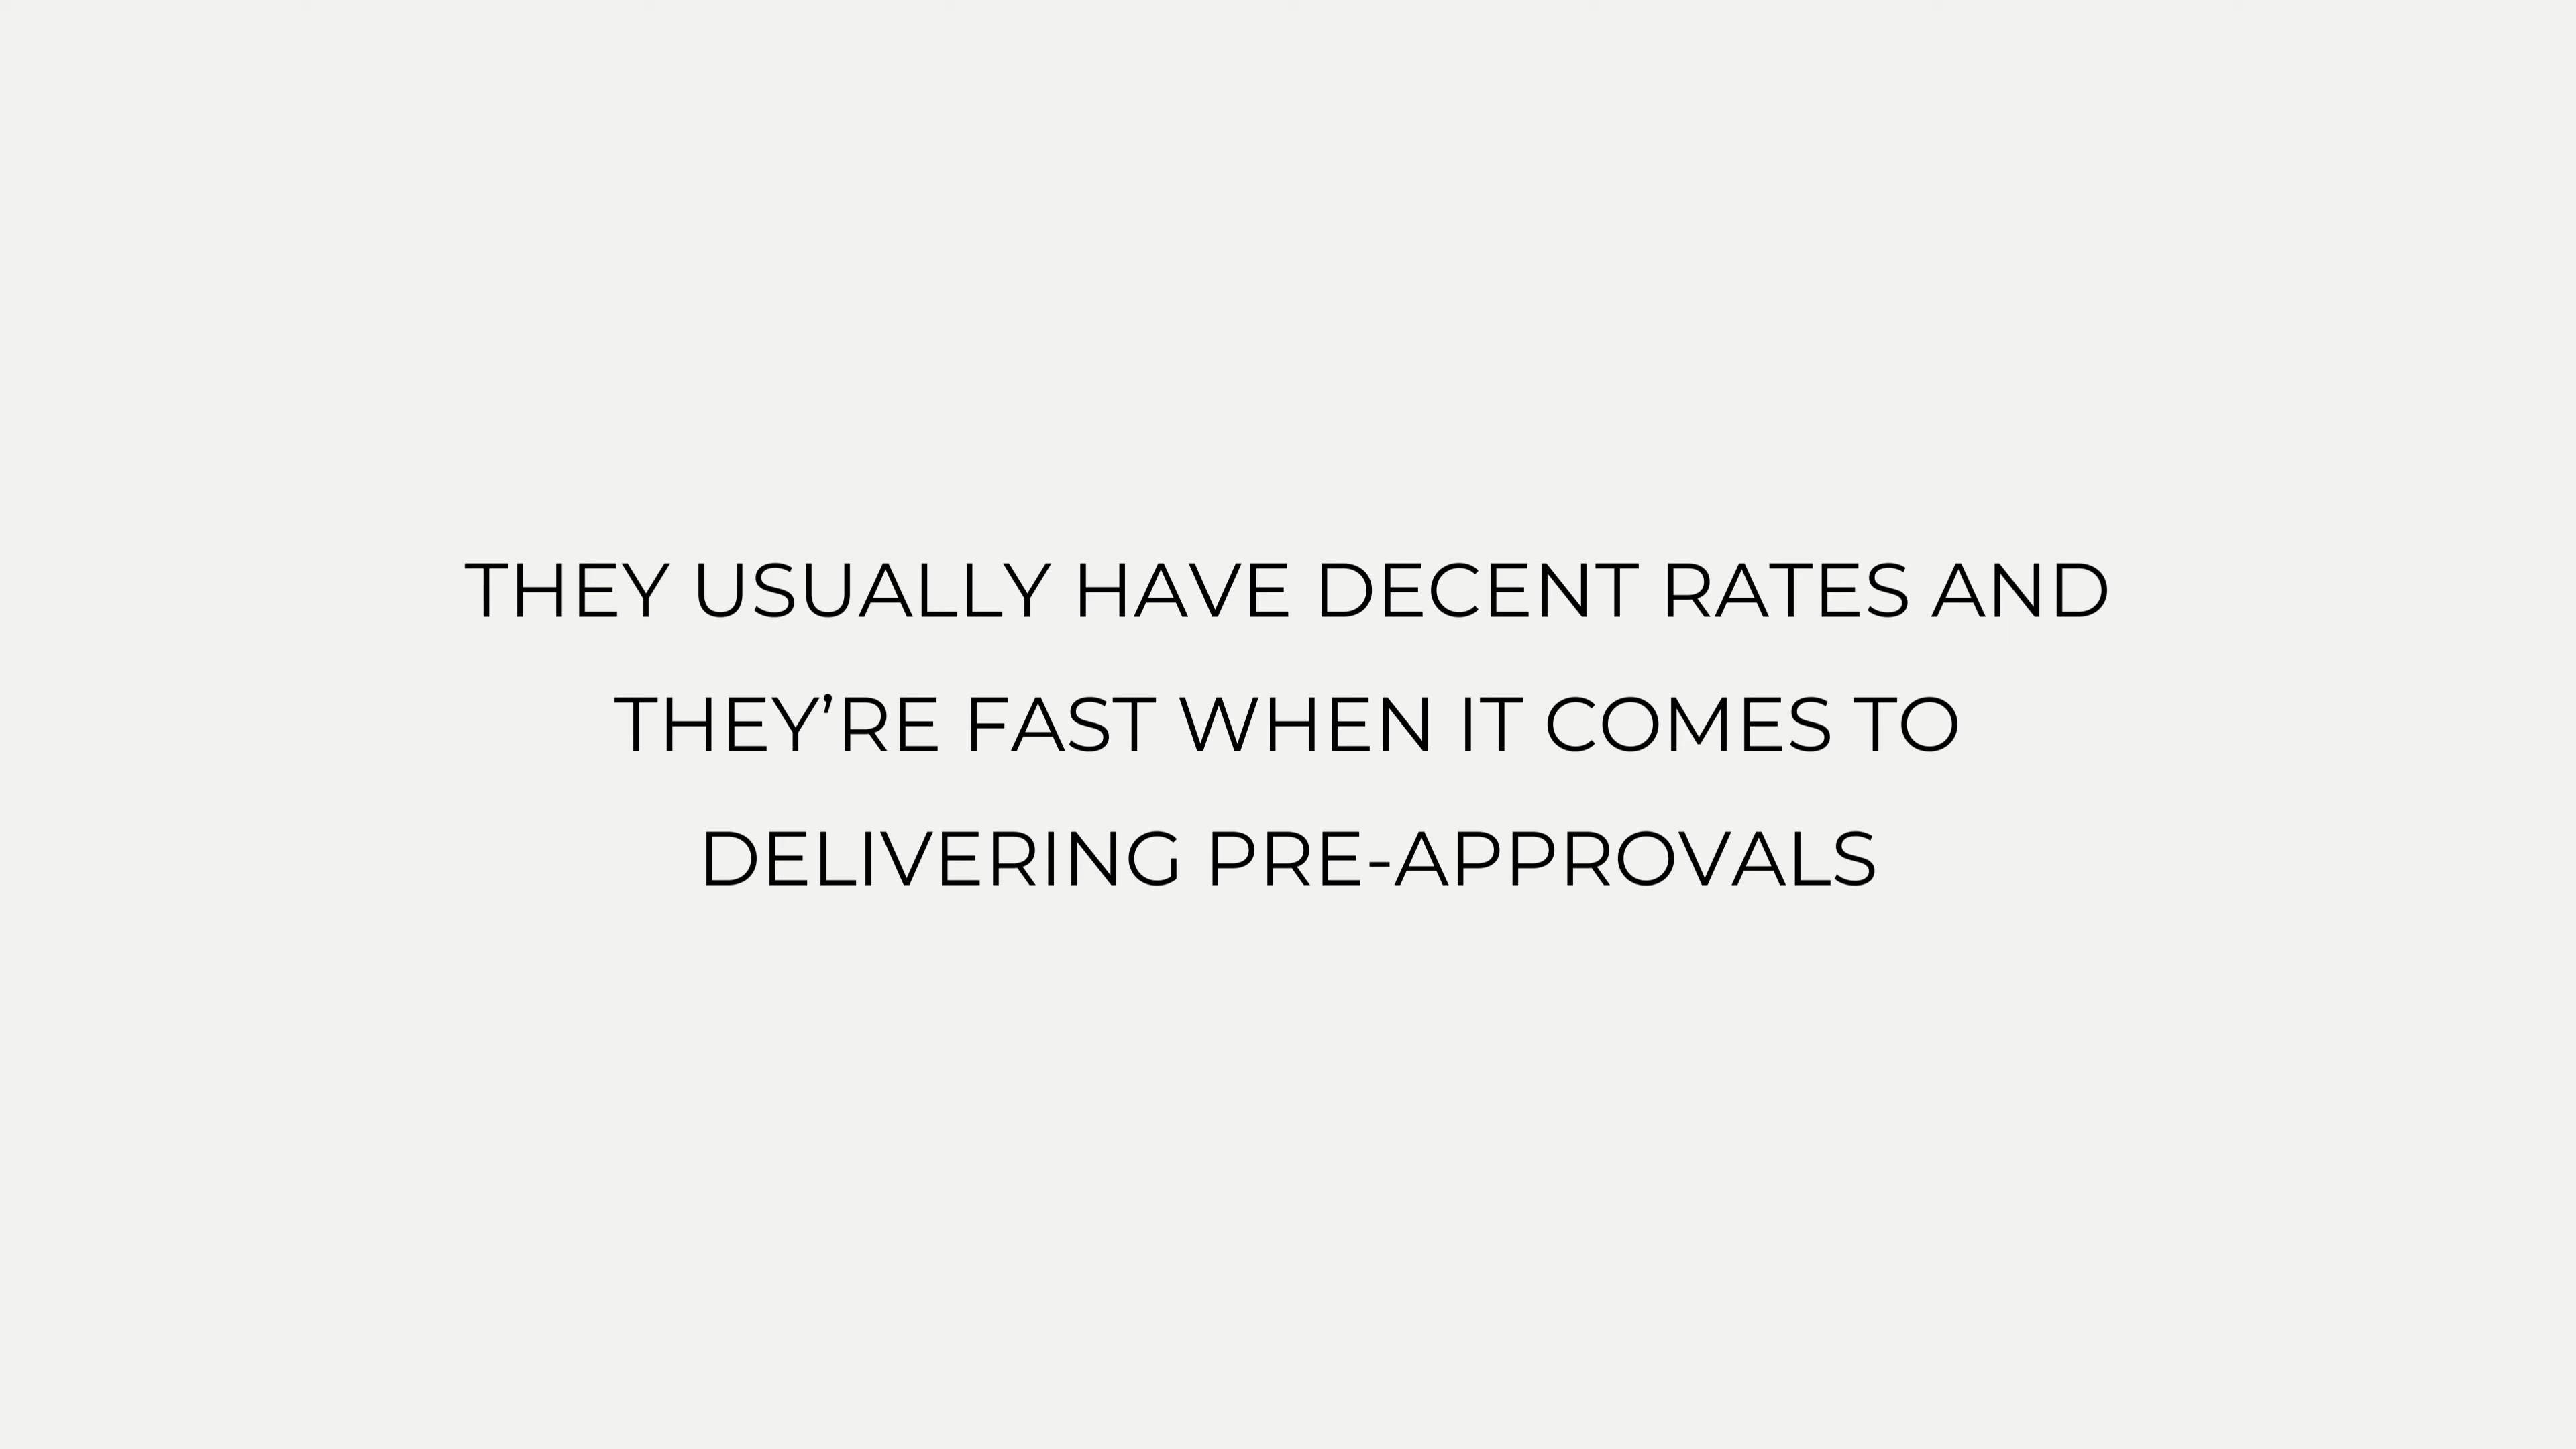 THEY USUALLY HAVE DECENT RATES AND
THEY’RE FAST WHEN IT COMES TO
DELIVERING PRE-APPROVALS